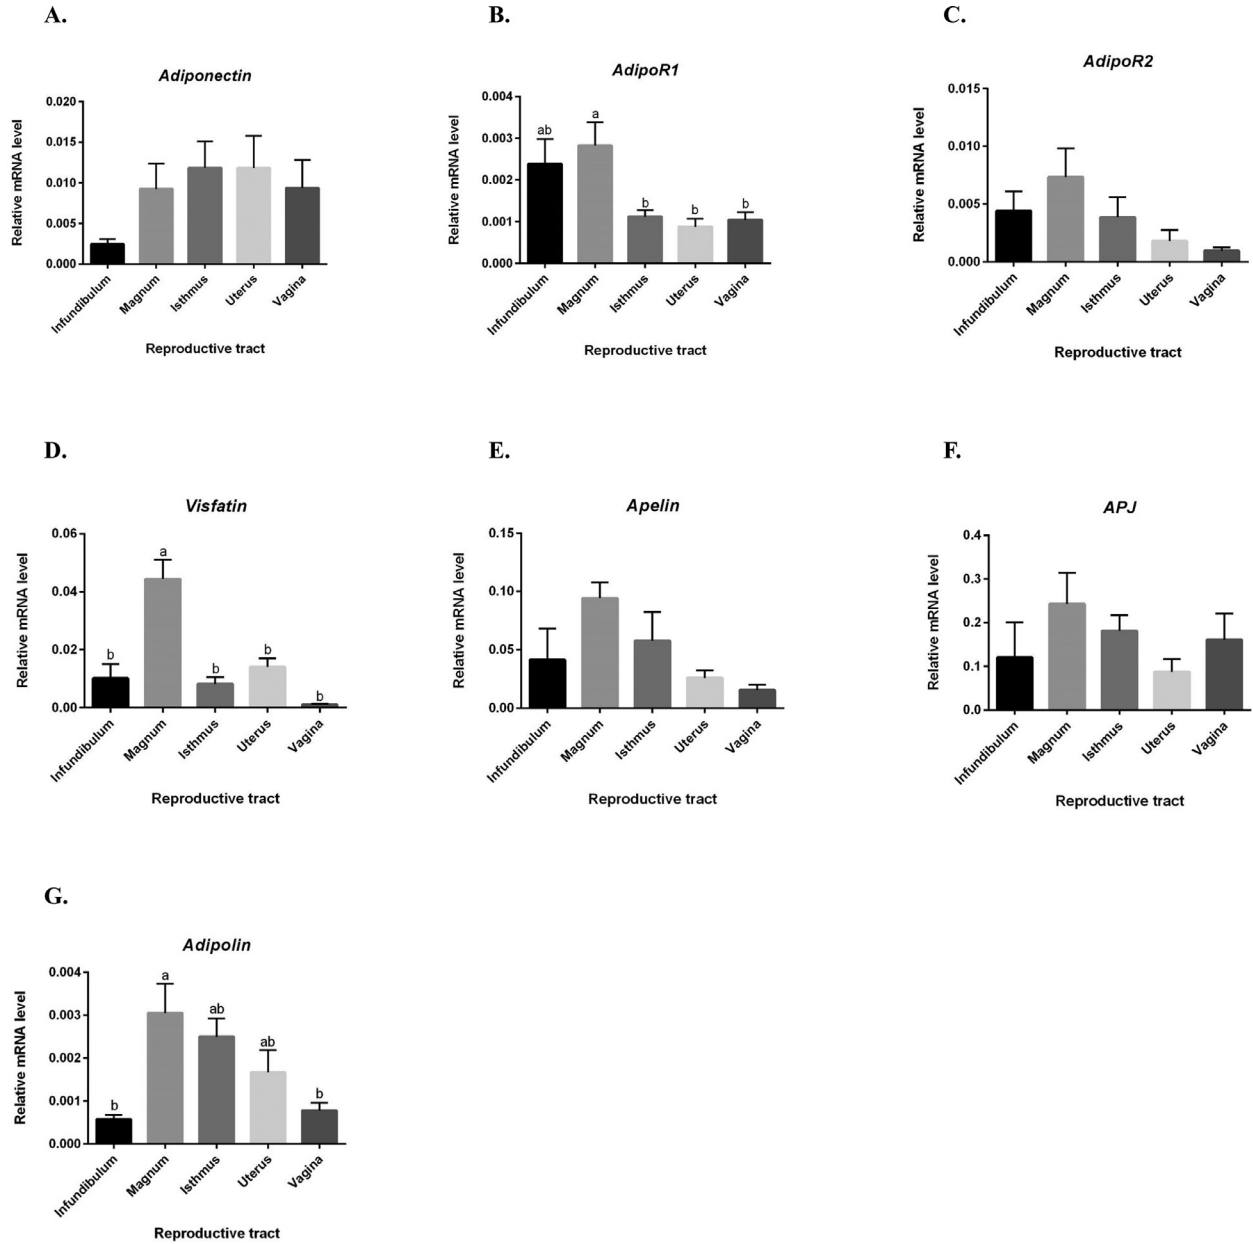 A.
Adiponectin
Relative mRNA level
0.020
0.015
0.010
0.005
0.000
Infundibulum
Magnum
Isthmus
Uterus
Vagina
Reproductive tract
B.
AdipoR1
Relative mRNA level
0.004
0.003
0.002
0.001
0.000
ab
a
b
b
b
Infundibulum
Magnum
Isthmus
Uterus
Vagina
Reproductive tract
C.
AdipoR2
Relative mRNA level
0.015
0.010
0.005
0.000
Infundibulum
Magnum
Isthmus
Uterus
Vagina
Reproductive tract
D.
Visfatin
Relative mRNA level
0.06
0.04
0.02
0.00
b
a
b
b
b
Infundibulum
Magnum
Isthmus
Uterus
Vagina
Reproductive tract
E.
Apelin
Relative mRNA level
0.15
0.10
0.05
0.00
Infundibulum
Magnum
Isthmus
Uterus
Vagina
Reproductive tract
F.
APJ
Relative mRNA level
0.4
0.3
0.2
0.1
0.0
Infundibulum
Magnum
Isthmus
Uterus
Vagina
Reproductive tract
G.
Adipolin
Relative mRNA level
0.004
0.003
0.002
0.001
0.000
b
a
ab
ab
b
Infundibulum
Magnum
Isthmus
Uterus
Vagina
Reproductive tract